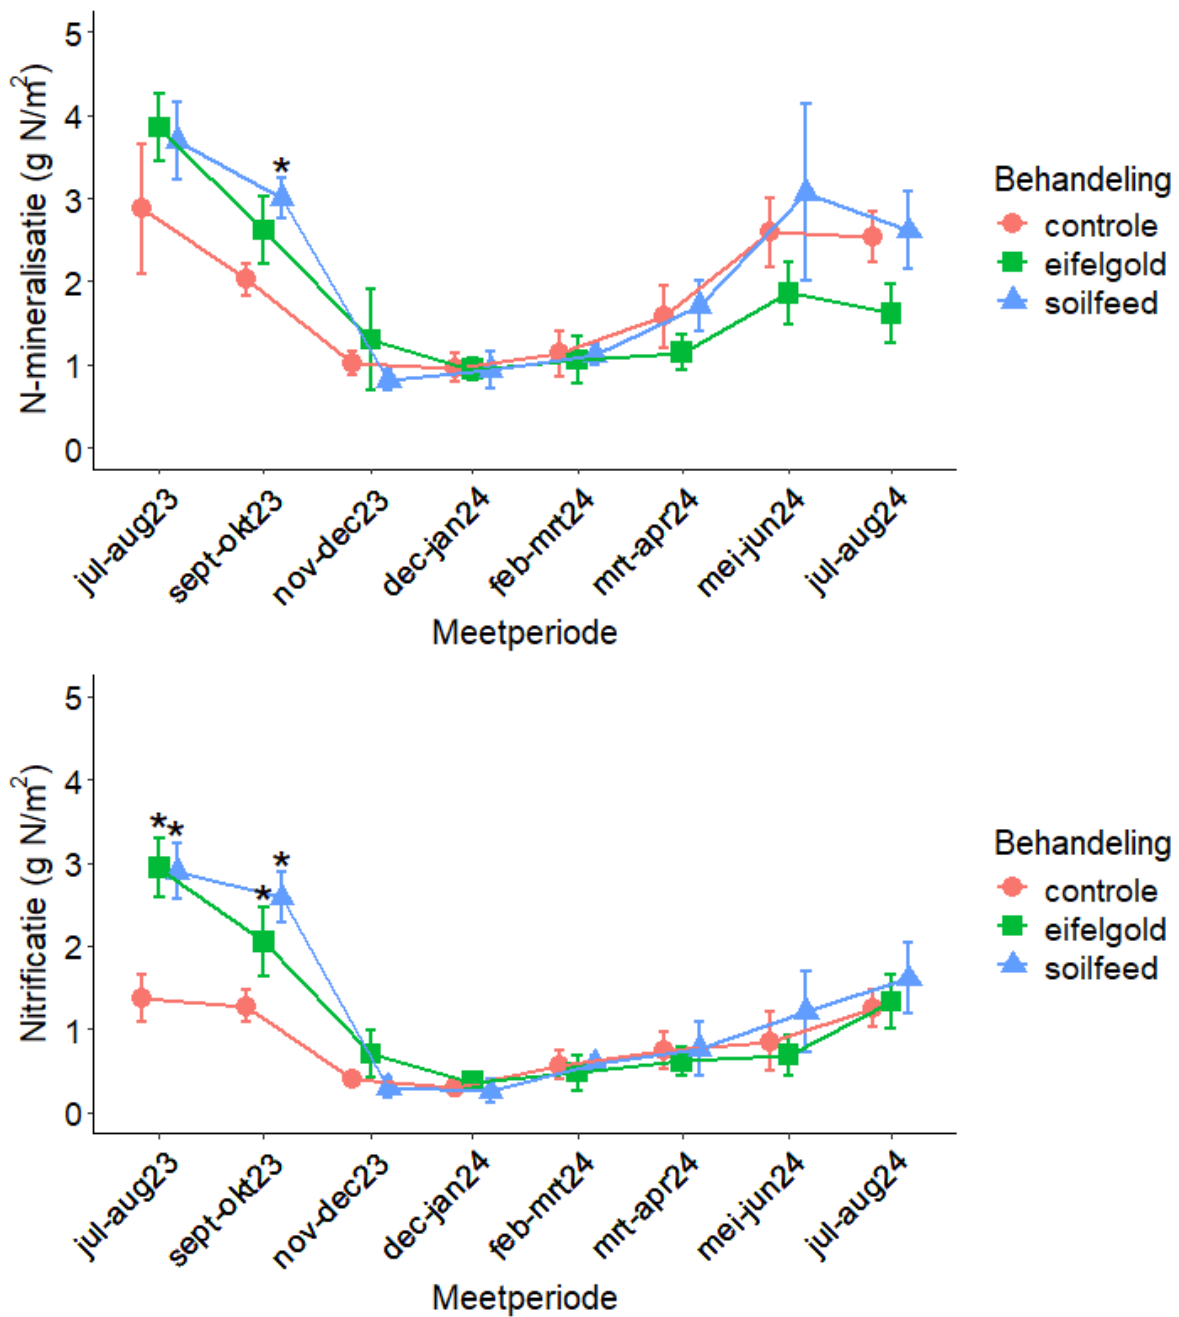 N-mineralisatie (g N/m²)
5
4
3
2
1
0
*
jul-aug23
sept-okt23
nov-dec23
dec-jan24
feb-mrt24
mrt-apr24
mei-jun24
jul-aug24
Meetperiode
Behandeling
controle
eifelgold
soilfeed
Nitrificatie (g N/m²)
5
4
3
2
1
0
* *
* *
jul-aug23
sept-okt23
nov-dec23
dec-jan24
feb-mrt24
mrt-apr24
mei-jun24
jul-aug24
Meetperiode
Behandeling
controle
eifelgold
soilfeed